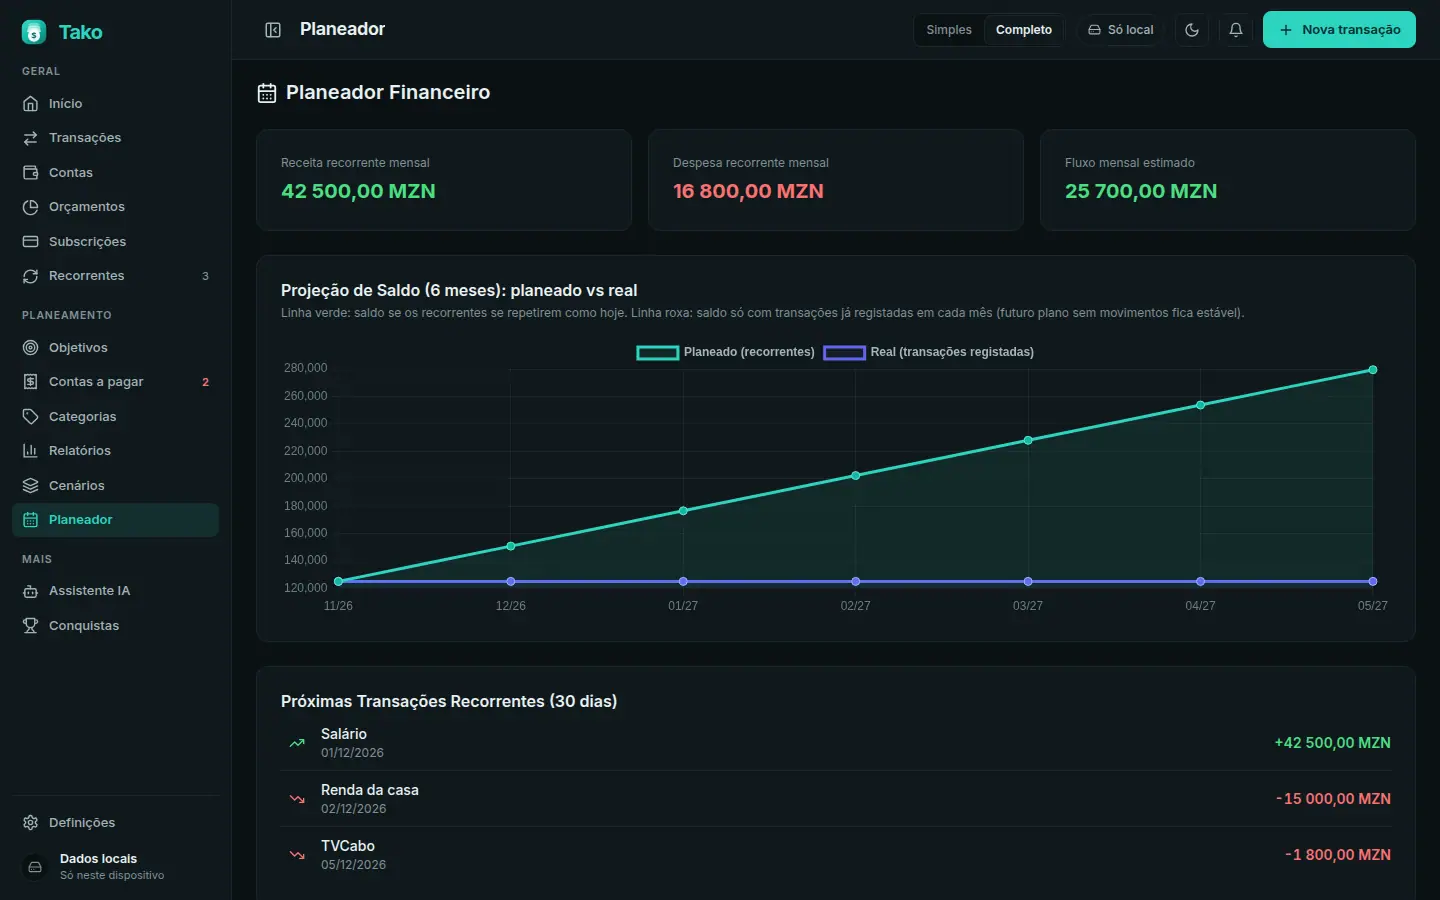 Tako
GERAL
Início
Transações
Contas
Orçamentos
Subscrições
Recorrentes 3
PLANEAMENTO
Objetivos
Contas a pagar 2
Categorias
Relatórios
Cenários
Planeador
MAIS
Assistente IA
Conquistas
Definições
Dados locais
Só neste dispositivo
Planeador
Simples Completo
Só local
Nova transação
Planeador Financeiro
Receita recorrente mensal
42 500,00 MZN
Despesa recorrente mensal
16 800,00 MZN
Fluxo mensal estimado
25 700,00 MZN
Projeção de Saldo (6 meses): planeado vs real
Linha verde: saldo se os recorrentes se repetirem como hoje. Linha roxa: saldo só com transações já registadas em cada mês (futuro plano sem movimentos fica estável).
Planeado (recorrentes) Real (transações registadas)
280,000
260,000
240,000
220,000
200,000
180,000
160,000
140,000
120,000
11/26 12/26 01/27 02/27 03/27 04/27 05/27
Próximas Transações Recorrentes (30 dias)
Salário
01/12/2026
+42 500,00 MZN
Renda da casa
02/12/2026
-15 000,00 MZN
TVCabo
05/12/2026
-1 800,00 MZN